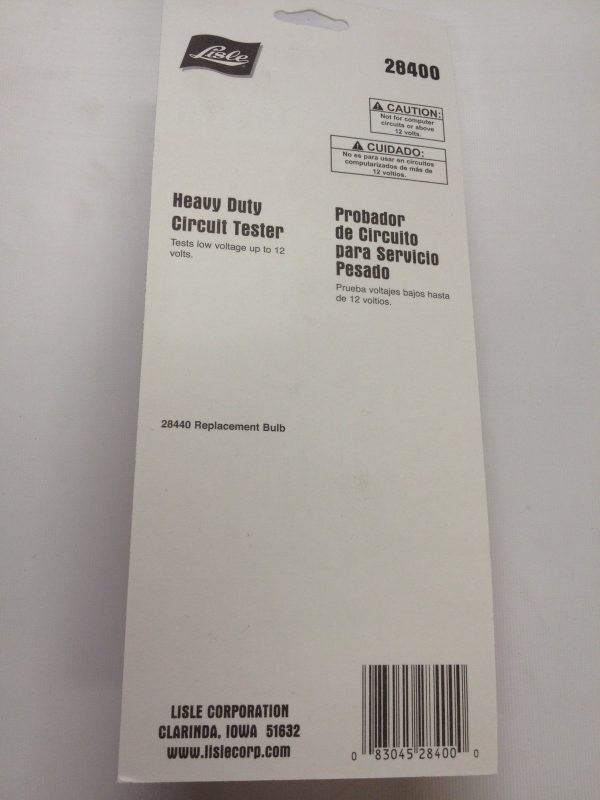 Lisle
28400
CAUTION:
Not for computer
circuits or above
12 volts.
CUIDADO:
No es para usar en circuitos
computarizados de más de
12 voltios.
Heavy Duty
Circuit Tester
Tests low voltage up to 12
volts.
Probador
de Circuito
para Servicio
Pesado
Prueba voltajes bajos hasta
de 12 voltios.
28440 Replacement Bulb
LISLE CORPORATION
CLARINDA, IOWA 51632
www.lislecorp.com
0 83045 28400 0